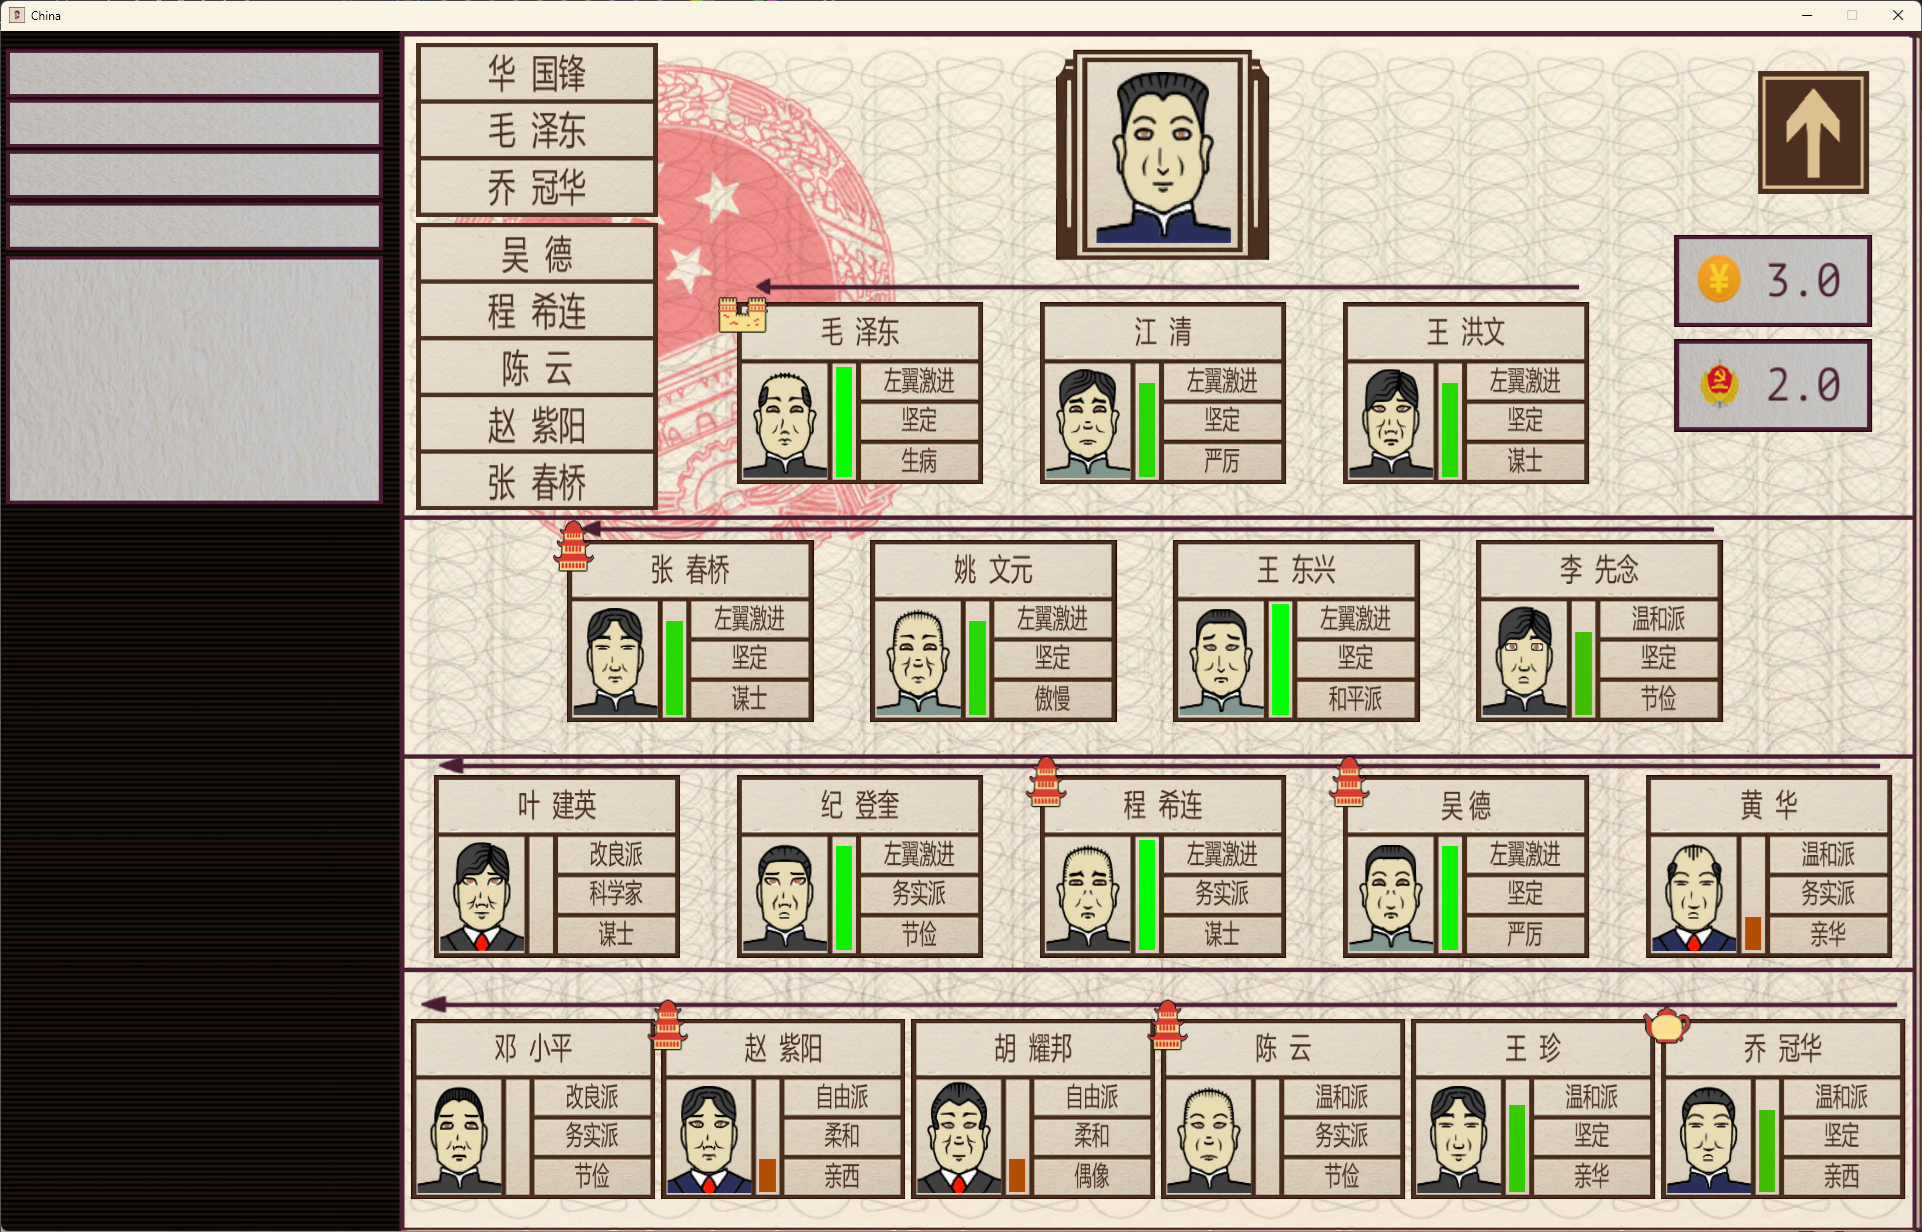 China
华 国锋
毛 泽东
乔 冠华
吴 德
程 希连
陈 云
赵 紫阳
张 春桥
¥ 3.0
2.0
毛 泽东
左翼激进
坚定
生病
江 清
左翼激进
坚定
严厉
王 洪文
左翼激进
坚定
谋士
张 春桥
左翼激进
坚定
谋士
姚 文元
左翼激进
坚定
傲慢
王 东兴
左翼激进
坚定
和平派
李 先念
温和派
坚定
节俭
叶 建英
改良派
科学家
谋士
纪 登奎
左翼激进
务实派
节俭
程 希连
左翼激进
务实派
谋士
吴 德
左翼激进
坚定
严厉
黄 华
温和派
务实派
亲华
邓 小平
改良派
务实派
节俭
赵 紫阳
自由派
柔和
亲西
胡 耀邦
自由派
柔和
偶像
陈 云
温和派
务实派
节俭
王 珍
温和派
坚定
亲华
乔 冠华
温和派
坚定
亲西